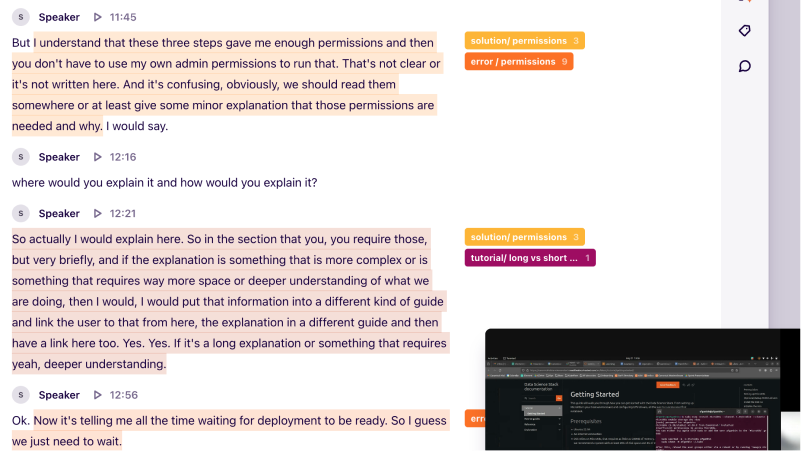 S Speaker 11:45
But I understand that these three steps gave me enough permissions and then
you don't have to use my own admin permissions to run that. That's not clear or
it's not written here. And it's confusing, obviously, we should read them
somewhere or at least give some minor explanation that those permissions are
needed and why. I would say.
solution/ permissions 3
error / permissions 9
S Speaker 12:16
where would you explain it and how would you explain it?
S Speaker 12:21
So actually I would explain here. So in the section that you, you require those,
but very briefly, and if the explanation is something that is more complex or is
something that requires way more space or deeper understanding of what we
are doing, then I would, I would put that information into a different kind of guide
and link the user to that from here, the explanation in a different guide and then
have a link here too. Yes. Yes. If it's a long explanation or something that requires
yeah, deeper understanding.
solution/ permissions 3
tutorial/ long vs short ... 1
S Speaker 12:56
Ok. Now it's telling me all the time waiting for deployment to be ready. So I guess
we just need to wait.
Data Science Stack
documentation
Getting Started
Prerequisites